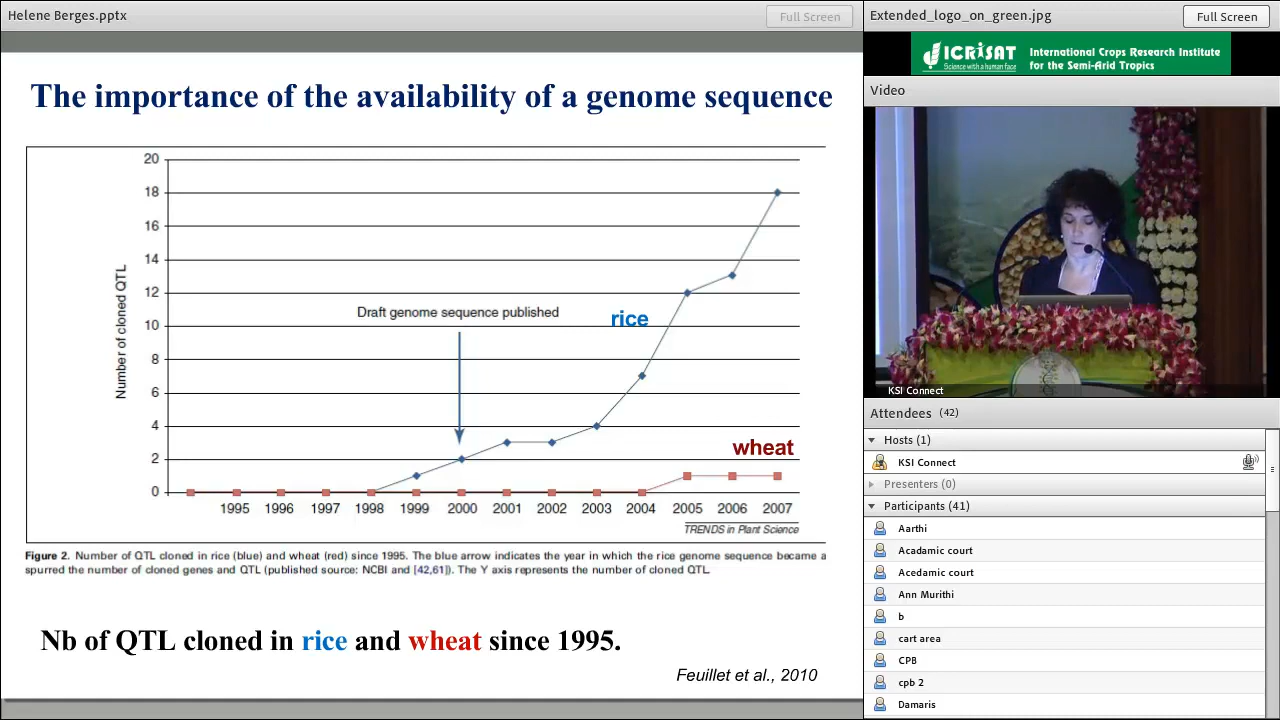 Helene Berges.pptx
Full Screen
Extended_logo_on_green.jpg
Full Screen
ICRISAT
Science with a human face
International Crops Research Institute
for the Semi-Arid Tropics
The importance of the availability of a genome sequence
Number of cloned QTL
20
18
16
14
12
10
8
6
4
2
0
Draft genome sequence published
rice
wheat
1995 1996 1997 1998 1999 2000 2001 2002 2003 2004 2005 2006 2007
TRENDS in Plant Science
Figure 2. Number of QTL cloned in rice (blue) and wheat (red) since 1995. The blue arrow indicates the year in which the rice genome sequence became a
spurred the number of cloned genes and QTL (published source: NCBI and [42,61]). The Y axis represents the number of cloned QTL.
Nb of QTL cloned in rice and wheat since 1995.
Feuillet et al., 2010
Video
KSI Connect
Attendees (42)
Hosts (1)
KSI Connect
Presenters (0)
Participants (41)
Aarthi
Acadamic court
Acedamic court
Ann Murithi
b
cart area
CPB
cpb 2
Damaris